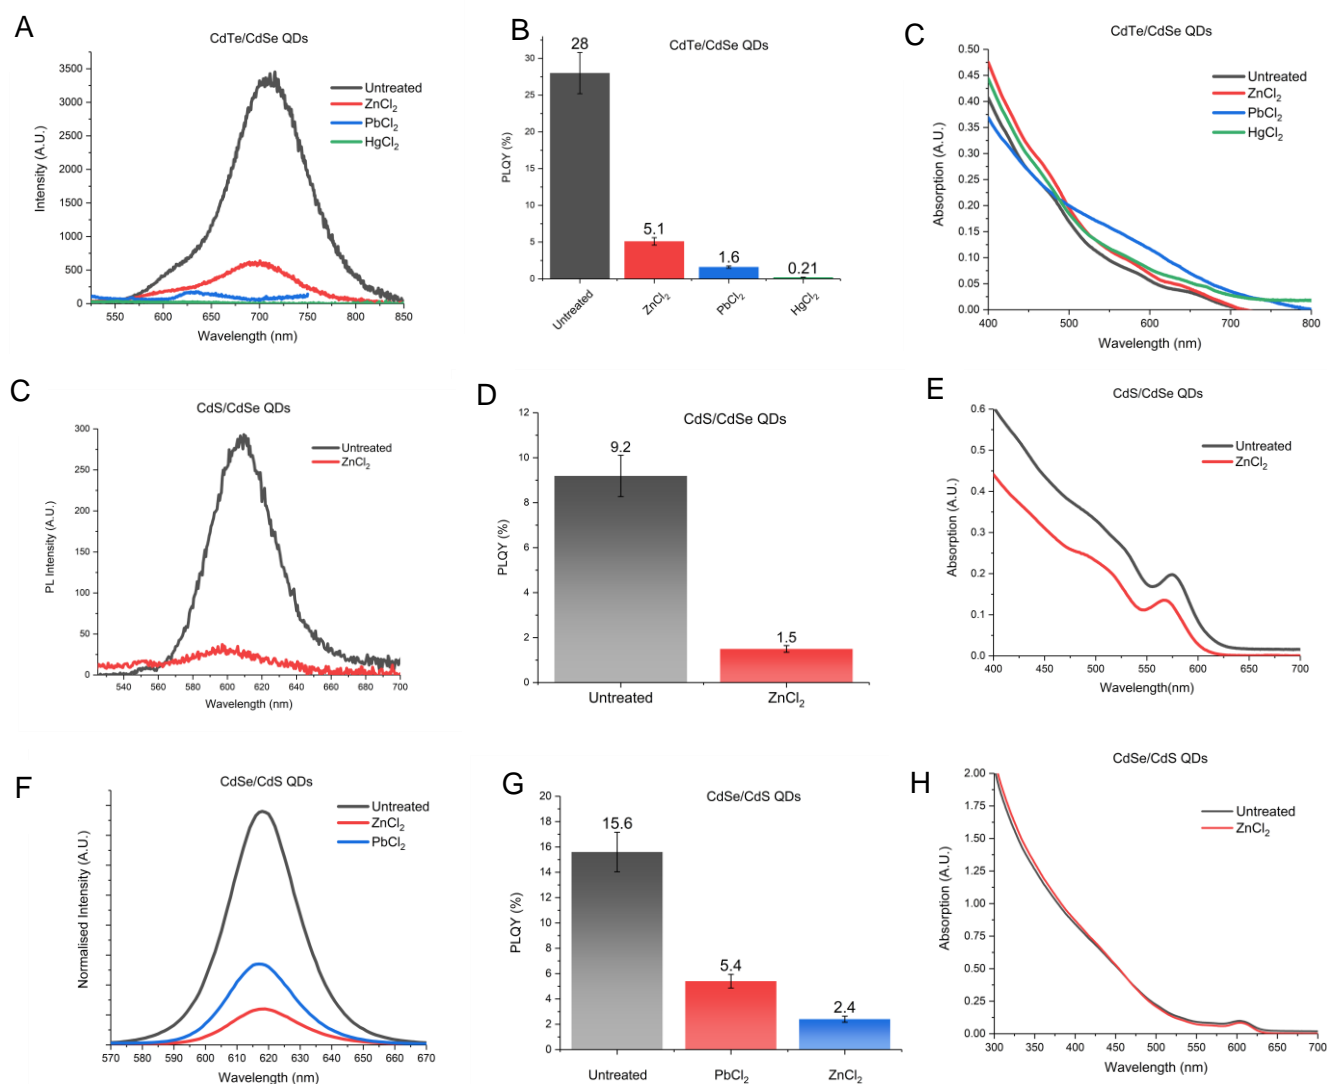 A
CdTe/CdSe QDs
Intensity (A.U.)
3500
3000
2500
2000
1500
1000
500
0
550 600 650 700 750 800 850
Wavelength (nm)
Untreated
ZnCl₂
PbCl₂
HgCl₂
B
CdTe/CdSe QDs
PLQY (%)
30
25
20
15
10
5
0
28
5.1
1.6
0.21
Untreated ZnCl₂ PbCl₂ HgCl₂
C
CdTe/CdSe QDs
Absorption (A.U.)
0.50
0.45
0.40
0.35
0.30
0.25
0.20
0.15
0.10
0.05
0.00
400 500 600 700 800
Wavelength (nm)
Untreated
ZnCl₂
PbCl₂
HgCl₂
C
CdS/CdSe QDs
PL Intensity (A.U.)
300
250
200
150
100
50
0
540 560 580 600 620 640 660 680 700
Wavelength (nm)
Untreated
ZnCl₂
D
CdS/CdSe QDs
PLQY (%)
12
10
8
6
4
2
0
9.2
1.5
Untreated ZnCl₂
E
CdS/CdSe QDs
Absorption (A.U.)
0.6
0.5
0.4
0.3
0.2
0.1
0.0
400 450 500 550 600 650 700
Wavelength(nm)
Untreated
ZnCl₂
F
CdSe/CdS QDs
Normalised Intensity (A.U.)
570 580 590 600 610 620 630 640 650 660 670
Wavelength (nm)
Untreated
ZnCl₂
PbCl₂
G
CdSe/CdS QDs
PLQY (%)
20
18
16
14
12
10
8
6
4
2
0
15.6
5.4
2.4
Untreated PbCl₂ ZnCl₂
H
CdSe/CdS QDs
Absorption (A.U.)
2.00
1.75
1.50
1.25
1.00
0.75
0.50
0.25
0.00
300 350 400 450 500 550 600 650 700
Wavelength (nm)
Untreated
ZnCl₂